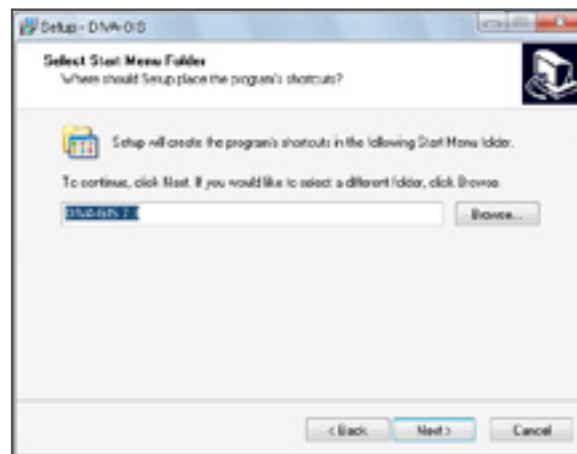 Setup - DIVA-GIS
Select Start Menu Folder
Where should Setup place the program's shortcuts?
Setup will create the program's shortcuts in the following Start Menu folder.
To continue, click Next. If you would like to select a different folder, click Browse.
DIVA-GIS
Browse...
< Back
Next >
Cancel